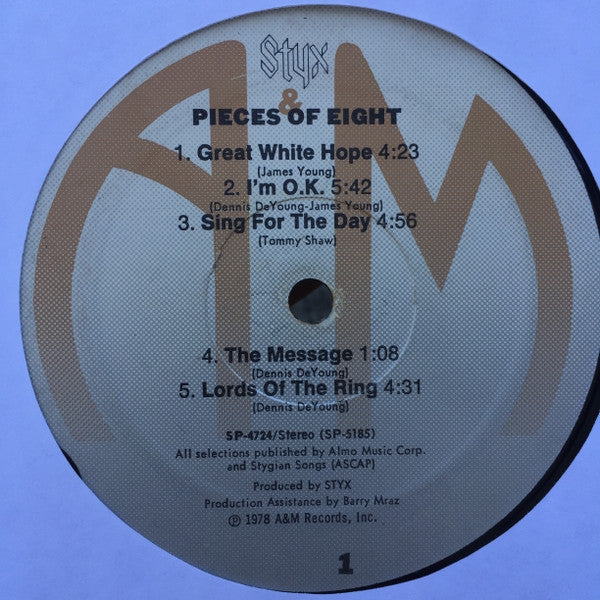 Styx
&
PIECES OF EIGHT
1. Great White Hope 4:23
(James Young)
2. I'm O.K. 5:42
(Dennis DeYoung-James Young)
3. Sing For The Day 4:56
(Tommy Shaw)
4. The Message 1:08
(Dennis DeYoung)
5. Lords Of The Ring 4:31
(Dennis DeYoung)
SP-4724/Stereo (SP-5185)
All selections published by Almo Music Corp.
and Stygian Songs (ASCAP)
Produced by STYX
Production Assistance by Barry Mraz
℗ 1978 A&M Records, Inc.
1
AM